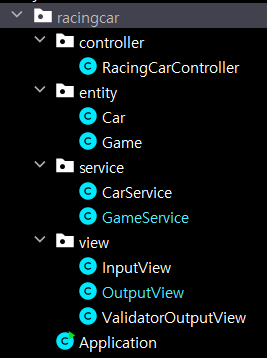 racingcar
controller
RacingCarController
entity
Car
Game
service
CarService
GameService
view
InputView
OutputView
ValidatorOutputView
Application